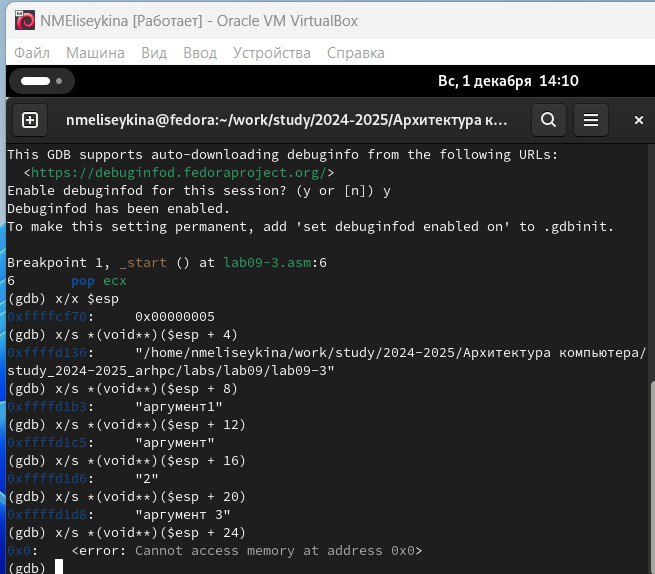 NMEliseykina [Работает] - Oracle VM VirtualBox
Файл Машина Вид Ввод Устройства Справка
Вс, 1 декабря 14:10
nmeliseykina@fedora:~/work/study/2024-2025/Архитектура к...
This GDB supports auto-downloading debuginfo from the following URLs:
<https://debuginfod.fedoraproject.org/>
Enable debuginfod for this session? (y or [n]) y
Debuginfod has been enabled.
To make this setting permanent, add 'set debuginfod enabled on' to .gdbinit.
Breakpoint 1, _start () at lab09-3.asm:6
6 pop ecx
(gdb) x/x $esp
0xffffcf70: 0x00000005
(gdb) x/s *(void**)($esp + 4)
0xffffd136: "/home/nmeliseykina/work/study/2024-2025/Архитектура компьютера/
study_2024-2025_arhpc/labs/lab09/lab09-3"
(gdb) x/s *(void**)($esp + 8)
0xffffd1b3: "аргумент1"
(gdb) x/s *(void**)($esp + 12)
0xffffd1c5: "аргумент"
(gdb) x/s *(void**)($esp + 16)
0xffffd1d6: "2"
(gdb) x/s *(void**)($esp + 20)
0xffffd1d8: "аргумент 3"
(gdb) x/s *(void**)($esp + 24)
0x0: <error: Cannot access memory at address 0x0>
(gdb)